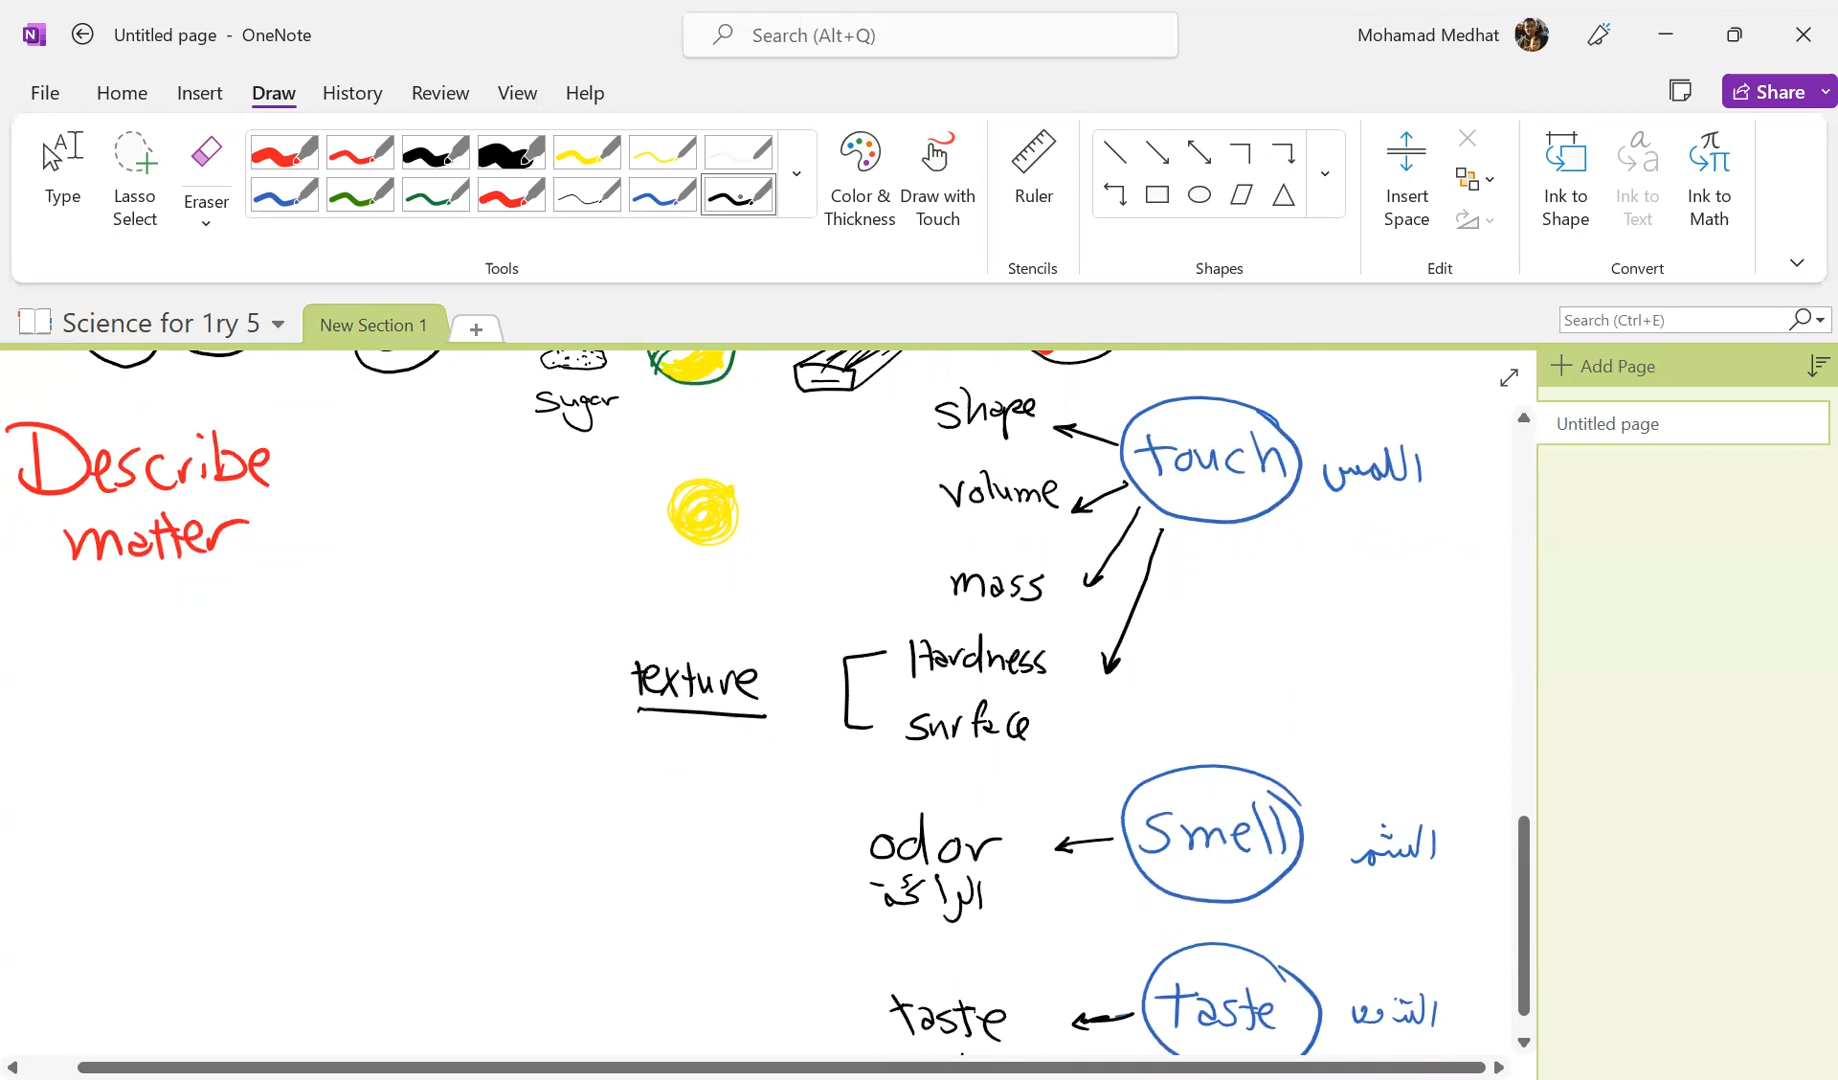 Untitled page - OneNote
Search (Alt+Q)
Mohamad Medhat
File Home Insert Draw History Review View Help
Share
Type
Lasso Select
Eraser
Color & Thickness
Draw with Touch
Ruler
Insert Space
Ink to Shape
Ink to Text
Ink to Math
Tools
Stencils
Shapes
Edit
Convert
Science for 1ry 5
New Section 1
Search (Ctrl+E)
Add Page
Untitled page
sugar
Describe
matter
shape
touch
اللمس
volume
mass
texture
Hardness
surface
odor
الرائحة
smell
الشم
taste
taste